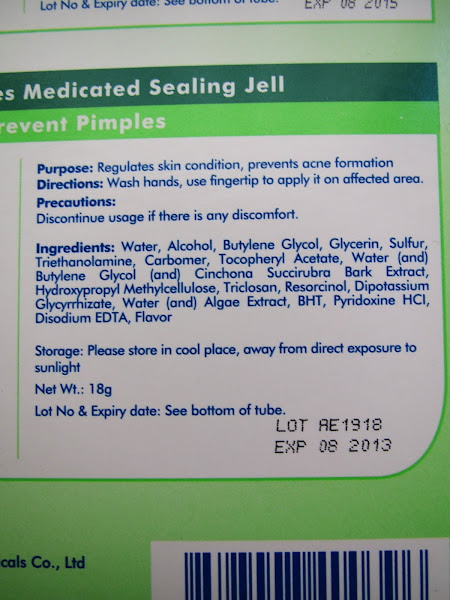 Lot No & Expiry date: See bottom of tube.
EXP 08 2015
es Medicated Sealing Jell
revent Pimples
Purpose: Regulates skin condition, prevents acne formation
Directions: Wash hands, use fingertip to apply it on affected area.
Precautions:
Discontinue usage if there is any discomfort.
Ingredients: Water, Alcohol, Butylene Glycol, Glycerin, Sulfur,
Triethanolamine, Carbomer, Tocopheryl Acetate, Water (and)
Butylene Glycol (and) Cinchona Succirubra Bark Extract,
Hydroxypropyl Methylcellulose, Triclosan, Resorcinol, Dipotassium
Glycyrrhizate, Water (and) Algae Extract, BHT, Pyridoxine HCI,
Disodium EDTA, Flavor
Storage: Please store in cool place, away from direct exposure to
sunlight
Net Wt.: 18g
Lot No & Expiry date: See bottom of tube.
LOT AE1918
EXP 08 2013
cals Co., Ltd